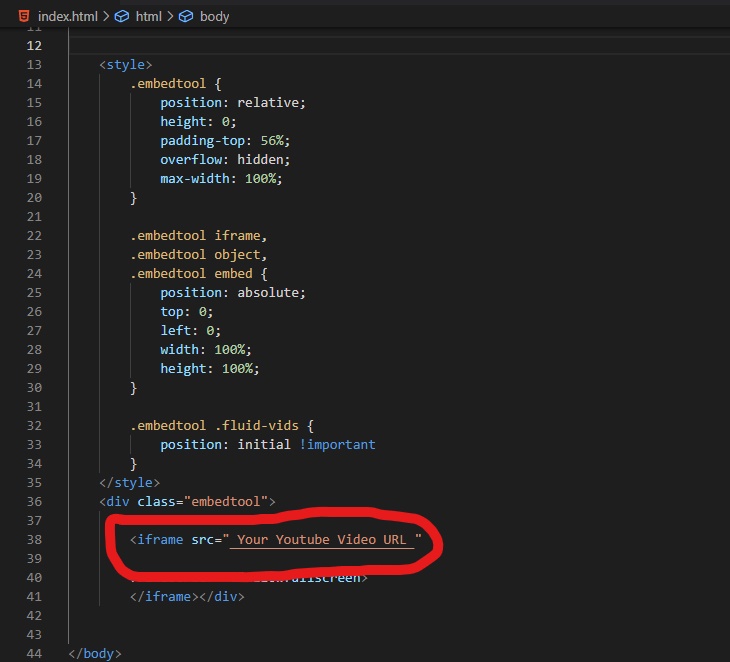 index.html > html > body
11
12
13 <style>
14 .embedtool {
15 position: relative;
16 height: 0;
17 padding-top: 56%;
18 overflow: hidden;
19 max-width: 100%;
20 }
21
22 .embedtool iframe,
23 .embedtool object,
24 .embedtool embed {
25 position: absolute;
26 top: 0;
27 left: 0;
28 width: 100%;
29 height: 100%;
30 }
31
32 .embedtool .fluid-vids {
33 position: initial !important
34 }
35 </style>
36 <div class="embedtool">
37
38 <iframe src=" Your Youtube Video URL "
39
40
41 </iframe></div>
42
43
44 </body>